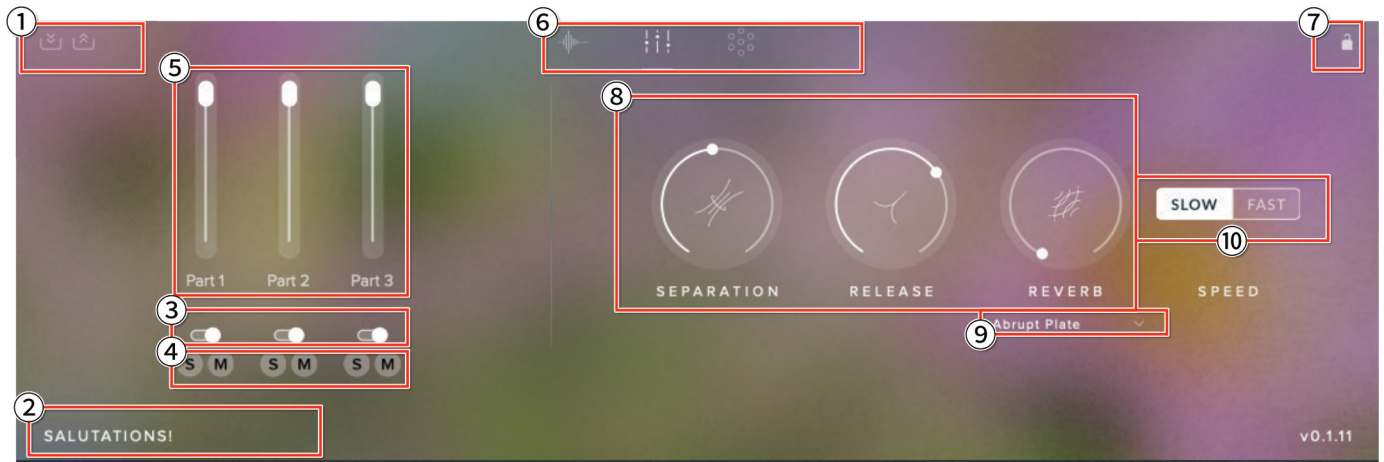 1
6
7
5
8
SLOW FAST
10
Part 1 Part 2 Part 3
SEPARATION RELEASE REVERB SPEED
3
Abrupt Plate
9
4
S M S M S M
2
SALUTATIONS!
v0.1.11